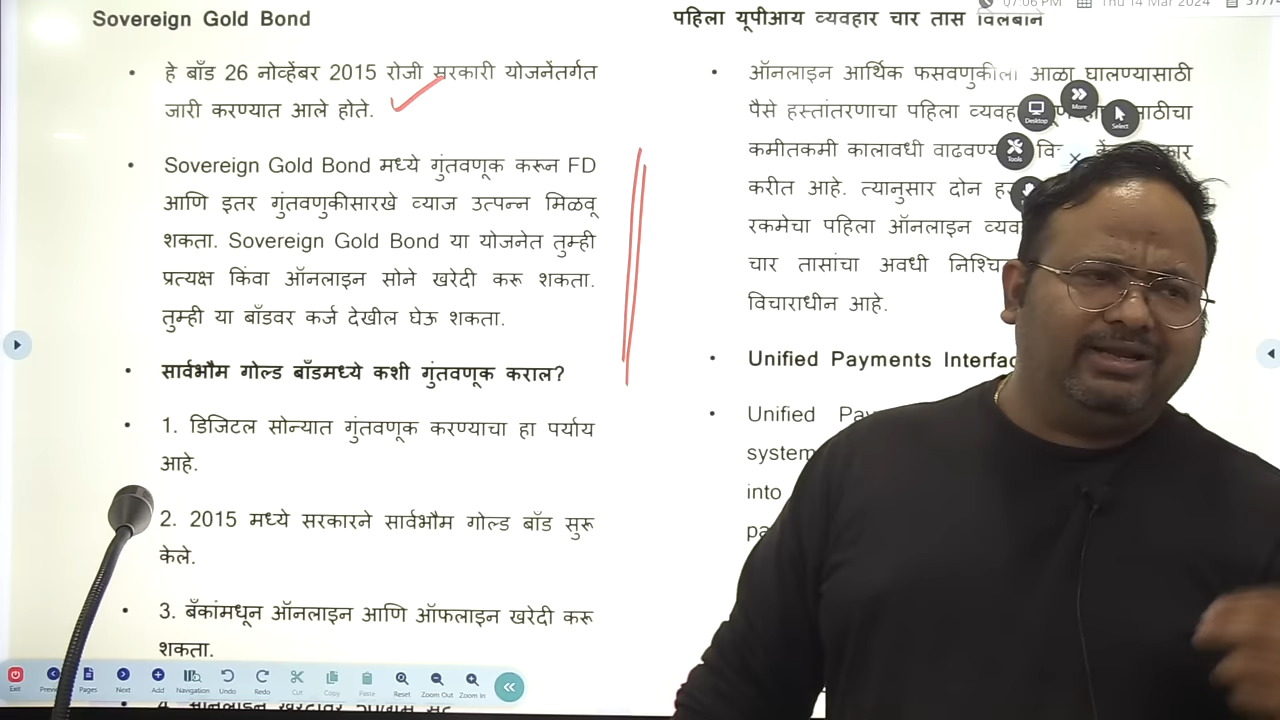 Sovereign Gold Bond
हे बाँड 26 नोव्हेंबर 2015 रोजी सरकारी योजनेंतर्गत
जारी करण्यात आले होते.
Sovereign Gold Bond मध्ये गुंतवणूक करून FD
आणि इतर गुंतवणुकीसारखे व्याज उत्पन्न मिळवू
शकता. Sovereign Gold Bond या योजनेत तुम्ही
प्रत्यक्ष किंवा ऑनलाइन सोने खरेदी करू शकता.
तुम्ही या बाँडवर कर्ज देखील घेऊ शकता.
सार्वभौम गोल्ड बाँडमध्ये कशी गुंतवणूक कराल?
1. डिजिटल सोन्यात गुंतवणूक करण्याचा हा पर्याय
आहे.
2. 2015 मध्ये सरकारने सार्वभौम गोल्ड बाँड सुरू
केले.
3. बँकांमधून ऑनलाइन आणि ऑफलाइन खरेदी करू
शकता.
07:06 PM Thu 14 Mar 2024
पहिला यूपीआय व्यवहार चार तास विलंबाने
ऑनलाइन आर्थिक फसवणुकीला आळा घालण्यासाठी
पैसे हस्तांतरणाचा पहिला
कमीतकमी कालावधी
करीत आहे. त्यानुसार दोन
रकमेचा पहिला ऑनलाइन
चार तासांचा अवधी
विचाराधीन आहे.
Unified Payments
Unified
system
into
More
Desktop
Select
Tools
Exit
Pages
Next
Add
Navigation
Undo
Redo
Cut
Copy
Paste
Reset
Zoom Out
Zoom In